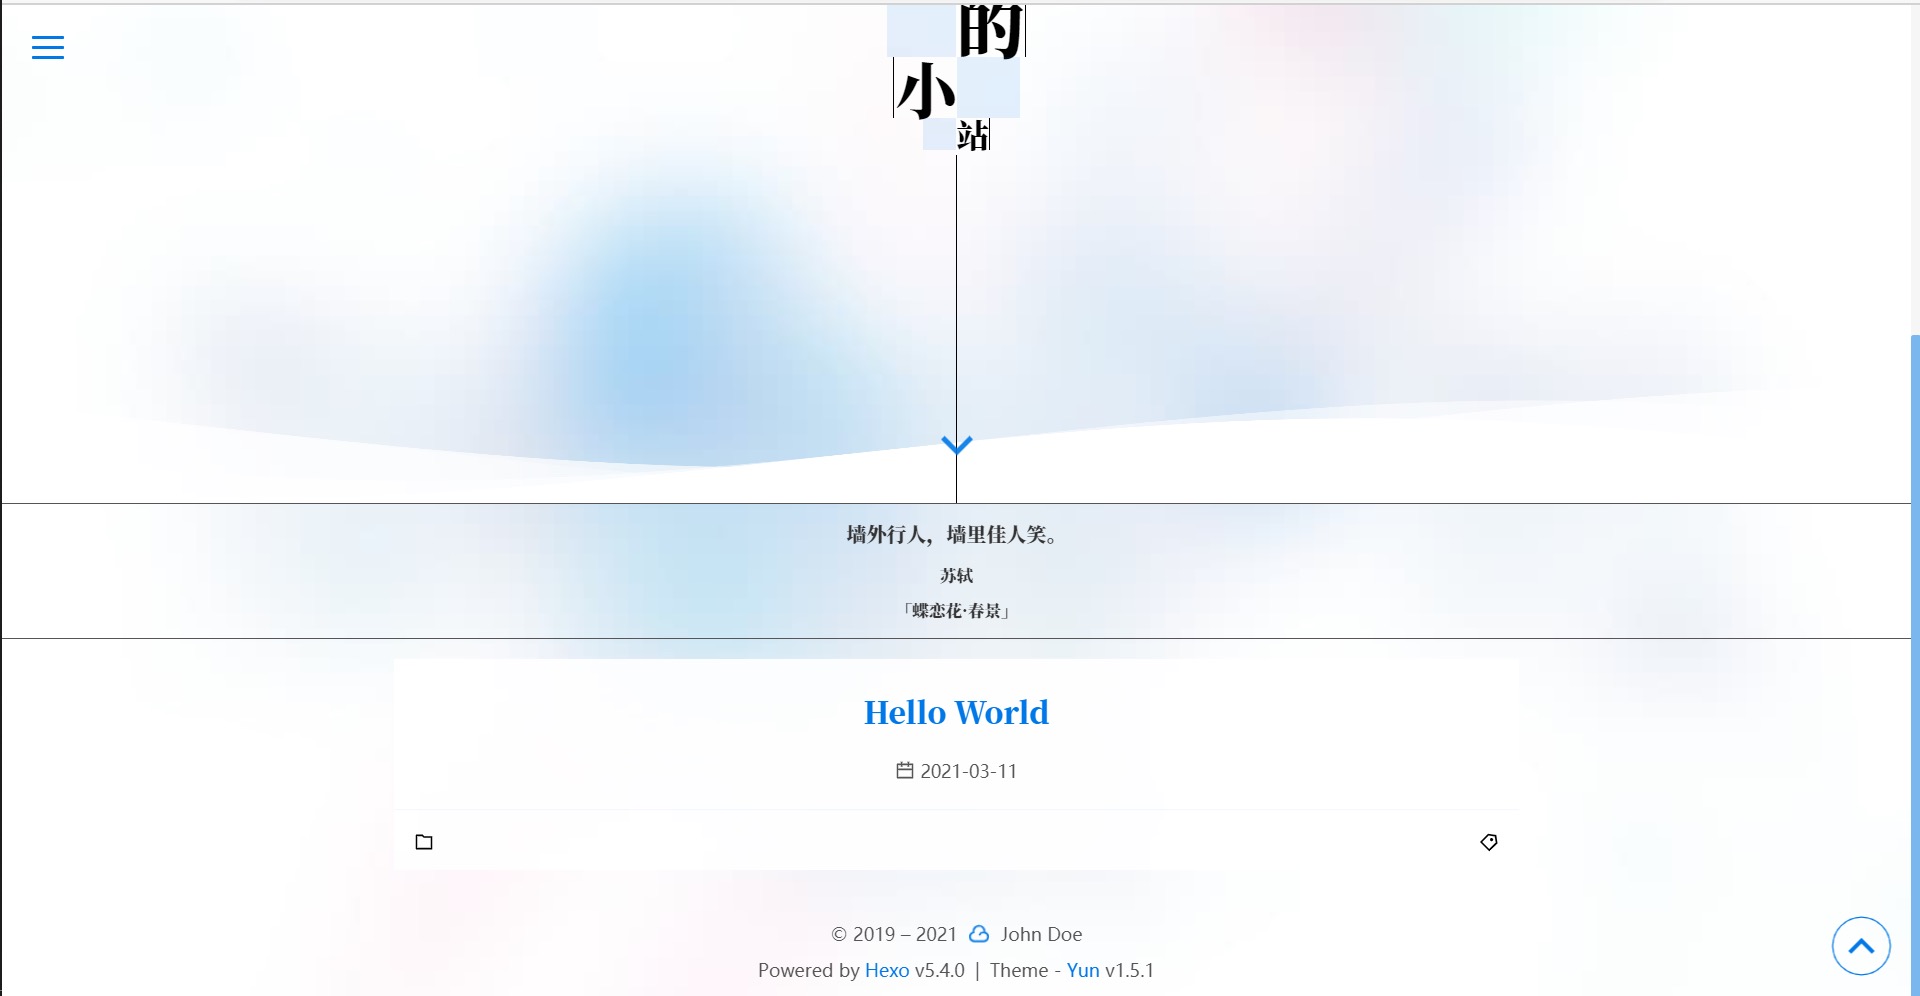 的
小
站
墙外行人，墙里佳人笑。
苏轼
「蝶恋花·春景」
Hello World
2021-03-11
© 2019 – 2021 John Doe
Powered by Hexo v5.4.0 | Theme - Yun v1.5.1